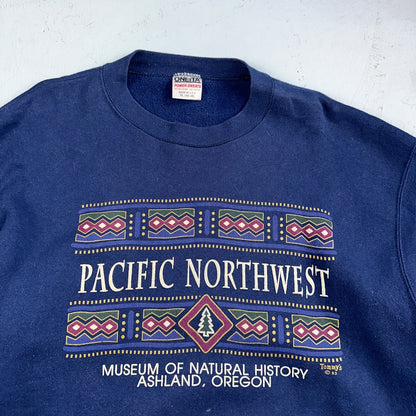 ONEITA
POWER SWEATS
PACIFIC NORTHWEST
Tommy's
MUSEUM OF NATURAL HISTORY
ASHLAND, OREGON